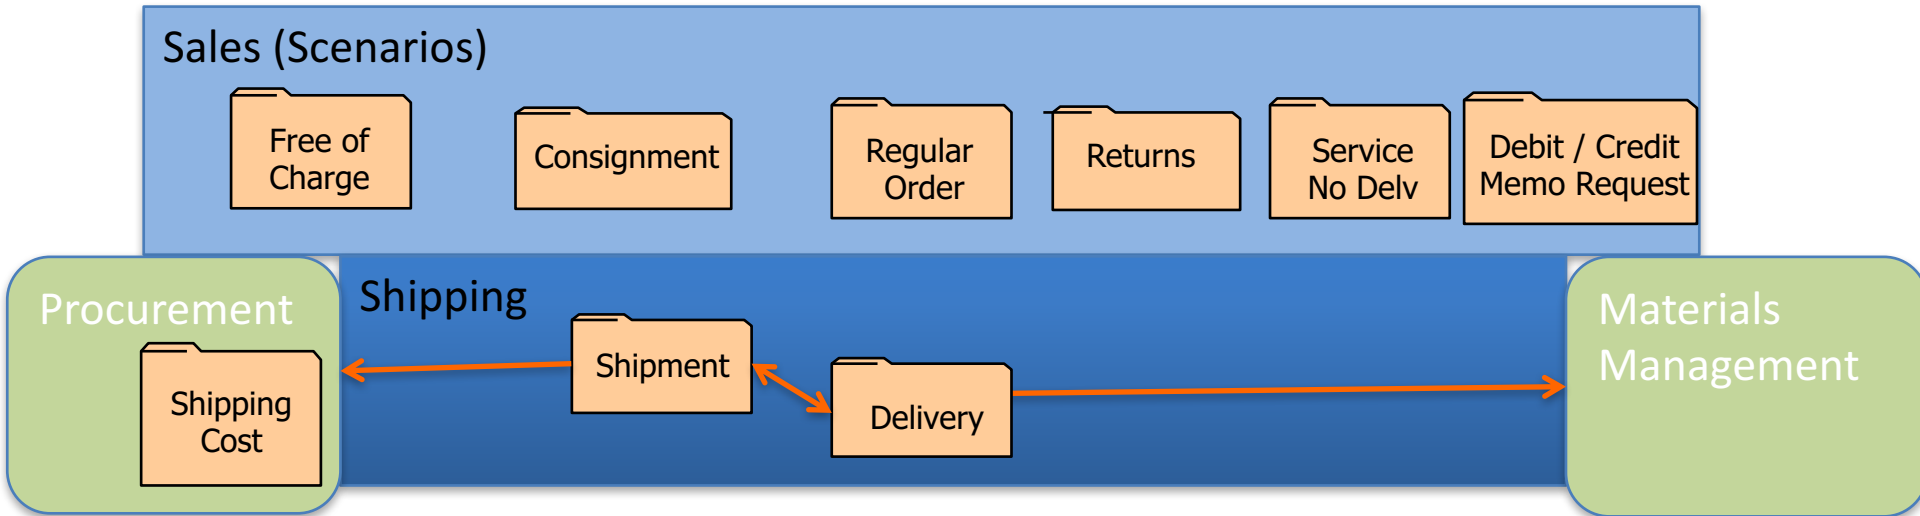 Sales (Scenarios)
Free of
Charge
Consignment
Regular
Order
Returns
Service
No Delv
Debit / Credit
Memo Request
Procurement
Shipping
Cost
Shipping
Shipment
Delivery
Materials
Management